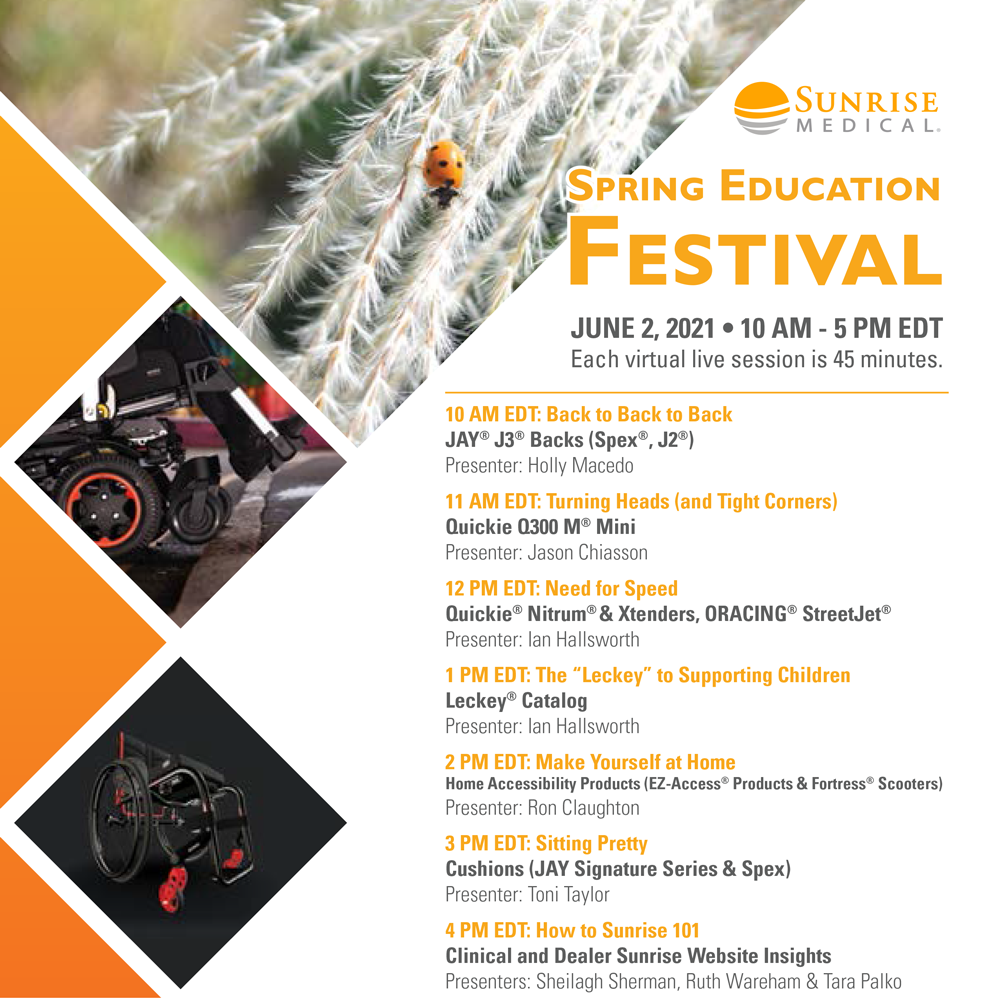 SUNRISE
MEDICAL®
SPRING EDUCATION
FESTIVAL
JUNE 2, 2021 • 10 AM - 5 PM EDT
Each virtual live session is 45 minutes.
10 AM EDT: Back to Back to Back
JAY® J3® Backs (Spex®, J2®)
Presenter: Holly Macedo
11 AM EDT: Turning Heads (and Tight Corners)
Quickie Q300 M® Mini
Presenter: Jason Chiasson
12 PM EDT: Need for Speed
Quickie® Nitrum® & Xtenders, ORACING® StreetJet®
Presenter: Ian Hallsworth
1 PM EDT: The “Leckey” to Supporting Children
Leckey® Catalog
Presenter: Ian Hallsworth
2 PM EDT: Make Yourself at Home
Home Accessibility Products (EZ-Access® Products & Fortress® Scooters)
Presenter: Ron Claughton
3 PM EDT: Sitting Pretty
Cushions (JAY Signature Series & Spex)
Presenter: Toni Taylor
4 PM EDT: How to Sunrise 101
Clinical and Dealer Sunrise Website Insights
Presenters: Sheilagh Sherman, Ruth Wareham & Tara Palko